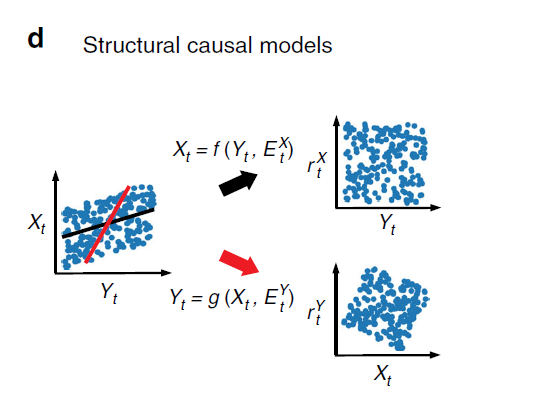 d Structural causal models
X_t = f (Y_t, E_t^X)
r_t^X
Y_t
X_t
Y_t
Y_t = g (X_t, E_t^Y)
r_t^Y
X_t